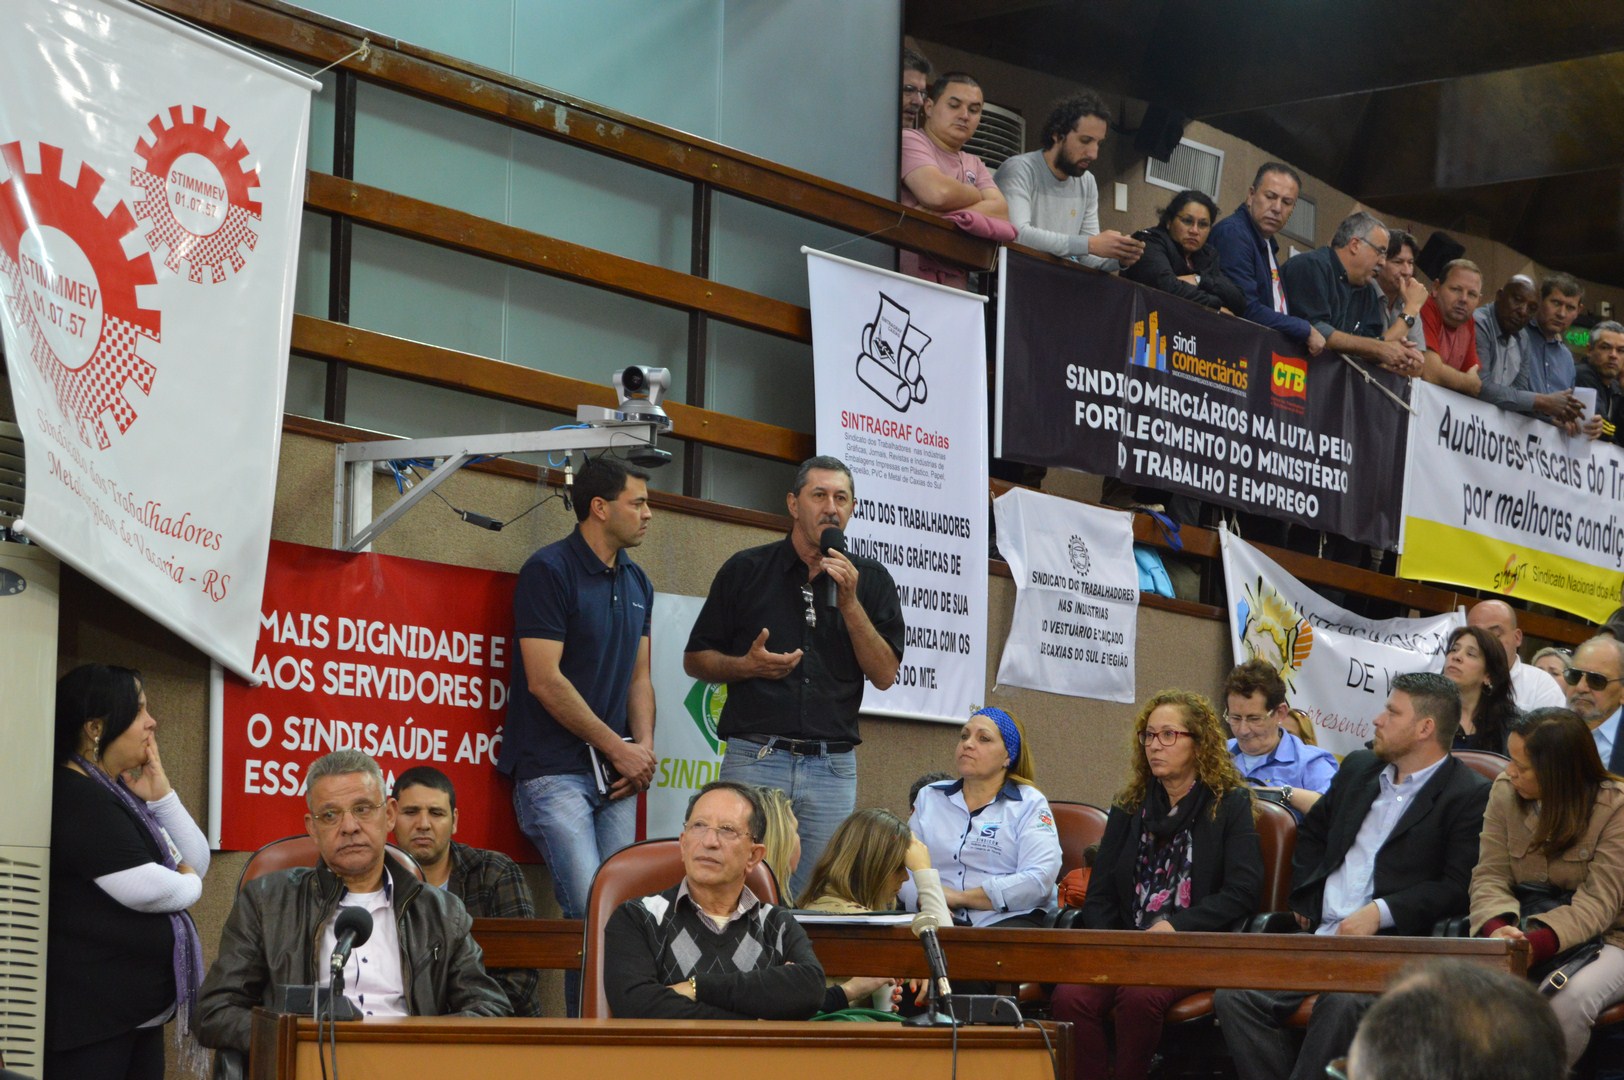 STIMMMEV
01.07.57
STIMMMEV
01.07.57
Sindicato dos Trabalhadores
Metalúrgicos de Vacaria - RS
MAIS DIGNIDADE E
AOS SERVIDORES
O SINDISAÚDE
ESSA
SINDI
SINTRAGRAF Caxias
Sindicato dos Trabalhadores nas Indústrias
Gráficas, Jornais, Revistas e Indústrias de
Embalagens Impressas em Plástico, Papel,
Papelão, PVC e Metal de Caxias do Sul
CATO DOS TRABALHADORES
INDÚSTRIAS GRÁFICAS DE
OM APOIO DE SUA
DARIZA COM OS
S DO MTE.
sindi
comerciários
CTB
SINDICOMERCIÁRIOS NA LUTA PELO
FORTALECIMENTO DO MINISTÉRIO
DO TRABALHO E EMPREGO
SINDICATO DOS TRABALHADORES
NAS INDUSTRIAS
DO VESTUÁRIO E CALÇADO
DE CAXIAS DO SUL E REGIÃO
Auditores-Fiscais do Tr
por melhores condiç
Sindicato Nacional dos Au
DE
presente